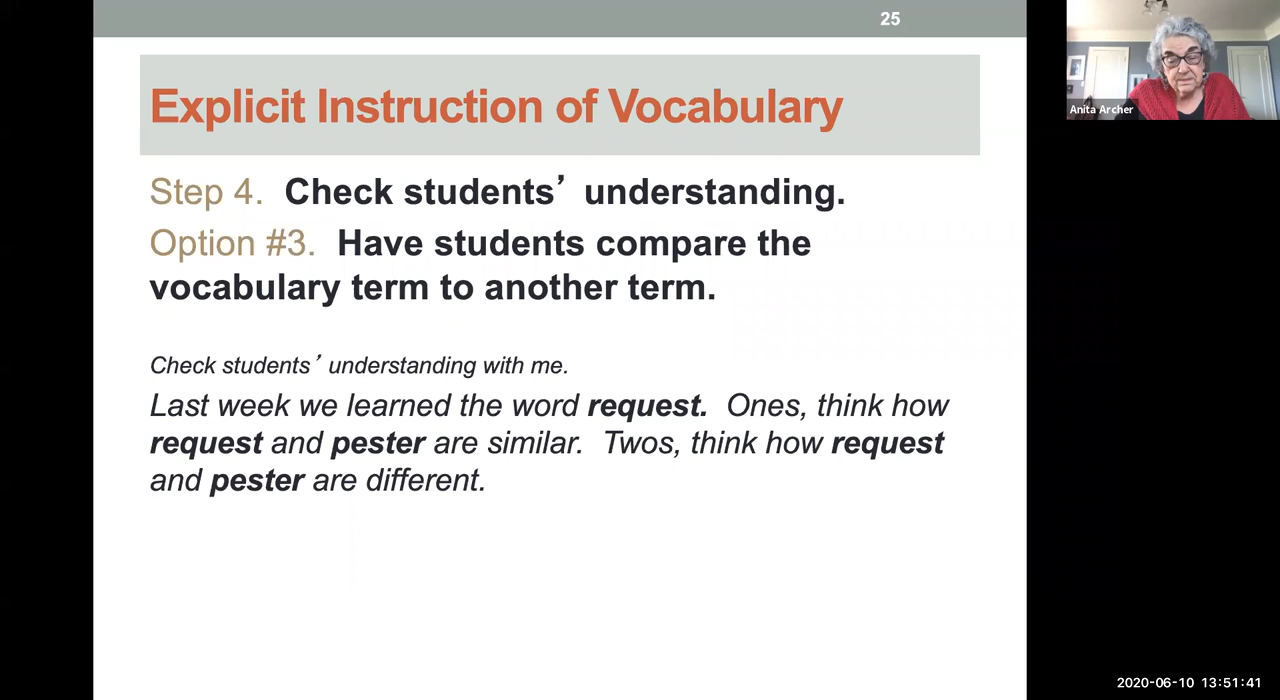 25
Anita Archer
Explicit Instruction of Vocabulary
Step 4. Check students’ understanding.
Option #3. Have students compare the
vocabulary term to another term.
Check students’ understanding with me.
Last week we learned the word request. Ones, think how
request and pester are similar. Twos, think how request
and pester are different.
2020-06-10 13:51:41